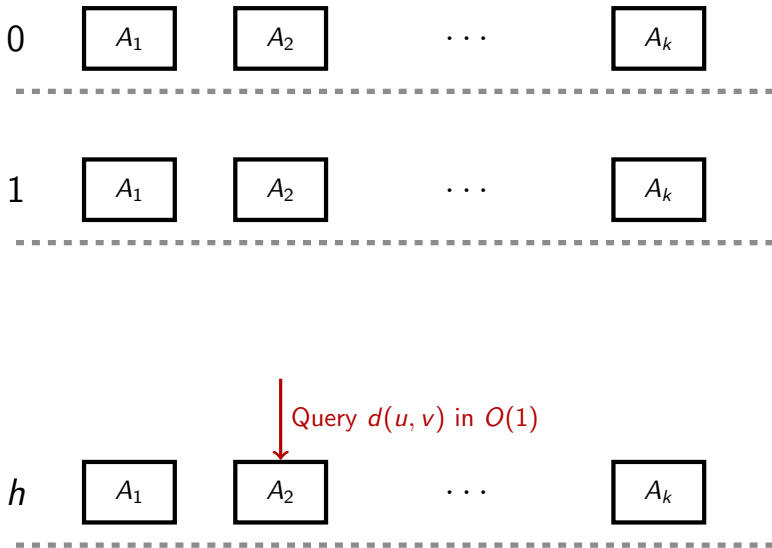 0 A₁ A₂ · · · Aₖ
1 A₁ A₂ · · · Aₖ
Query d(u, v) in O(1)
h A₁ A₂ · · · Aₖ